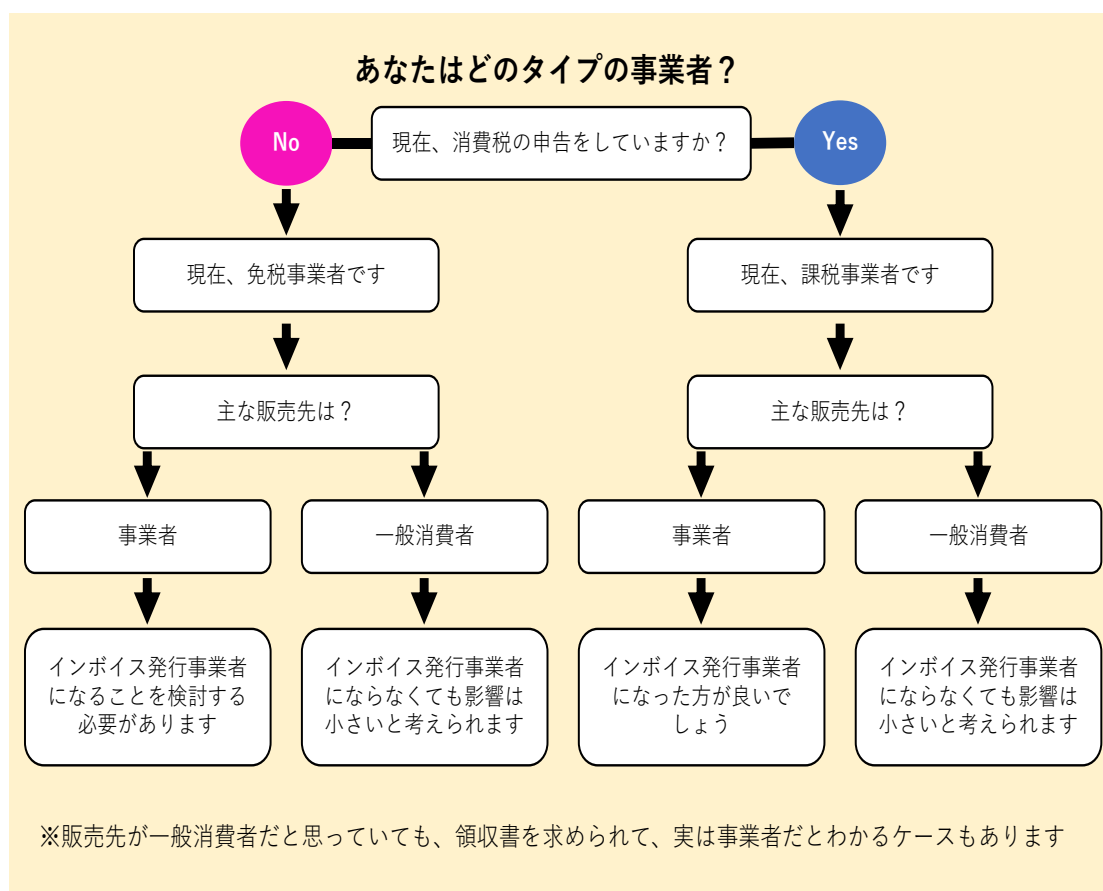 あなたはどのタイプの事業者？
No
現在、消費税の申告をしていますか？
Yes
現在、免税事業者です
現在、課税事業者です
主な販売先は？
主な販売先は？
事業者
一般消費者
事業者
一般消費者
インボイス発行事業者
になることを検討する
必要があります
インボイス発行事業者
にならなくても影響は
小さいと考えられます
インボイス発行事業者
になった方が良いで
しょう
インボイス発行事業者
にならなくても影響は
小さいと考えられます
※販売先が一般消費者だと思っていても、領収書を求められて、実は事業者だとわかるケースもあります